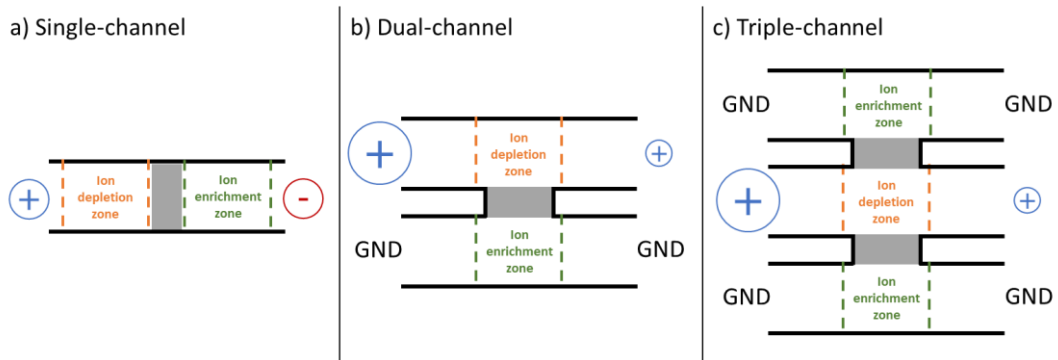 a) Single-channel
+
Ion
depletion
zone
Ion
enrichment
zone
-
b) Dual-channel
+
Ion
depletion
zone
+
GND
Ion
enrichment
zone
GND
c) Triple-channel
GND
Ion
enrichment
zone
GND
+
Ion
depletion
zone
+
GND
Ion
enrichment
zone
GND